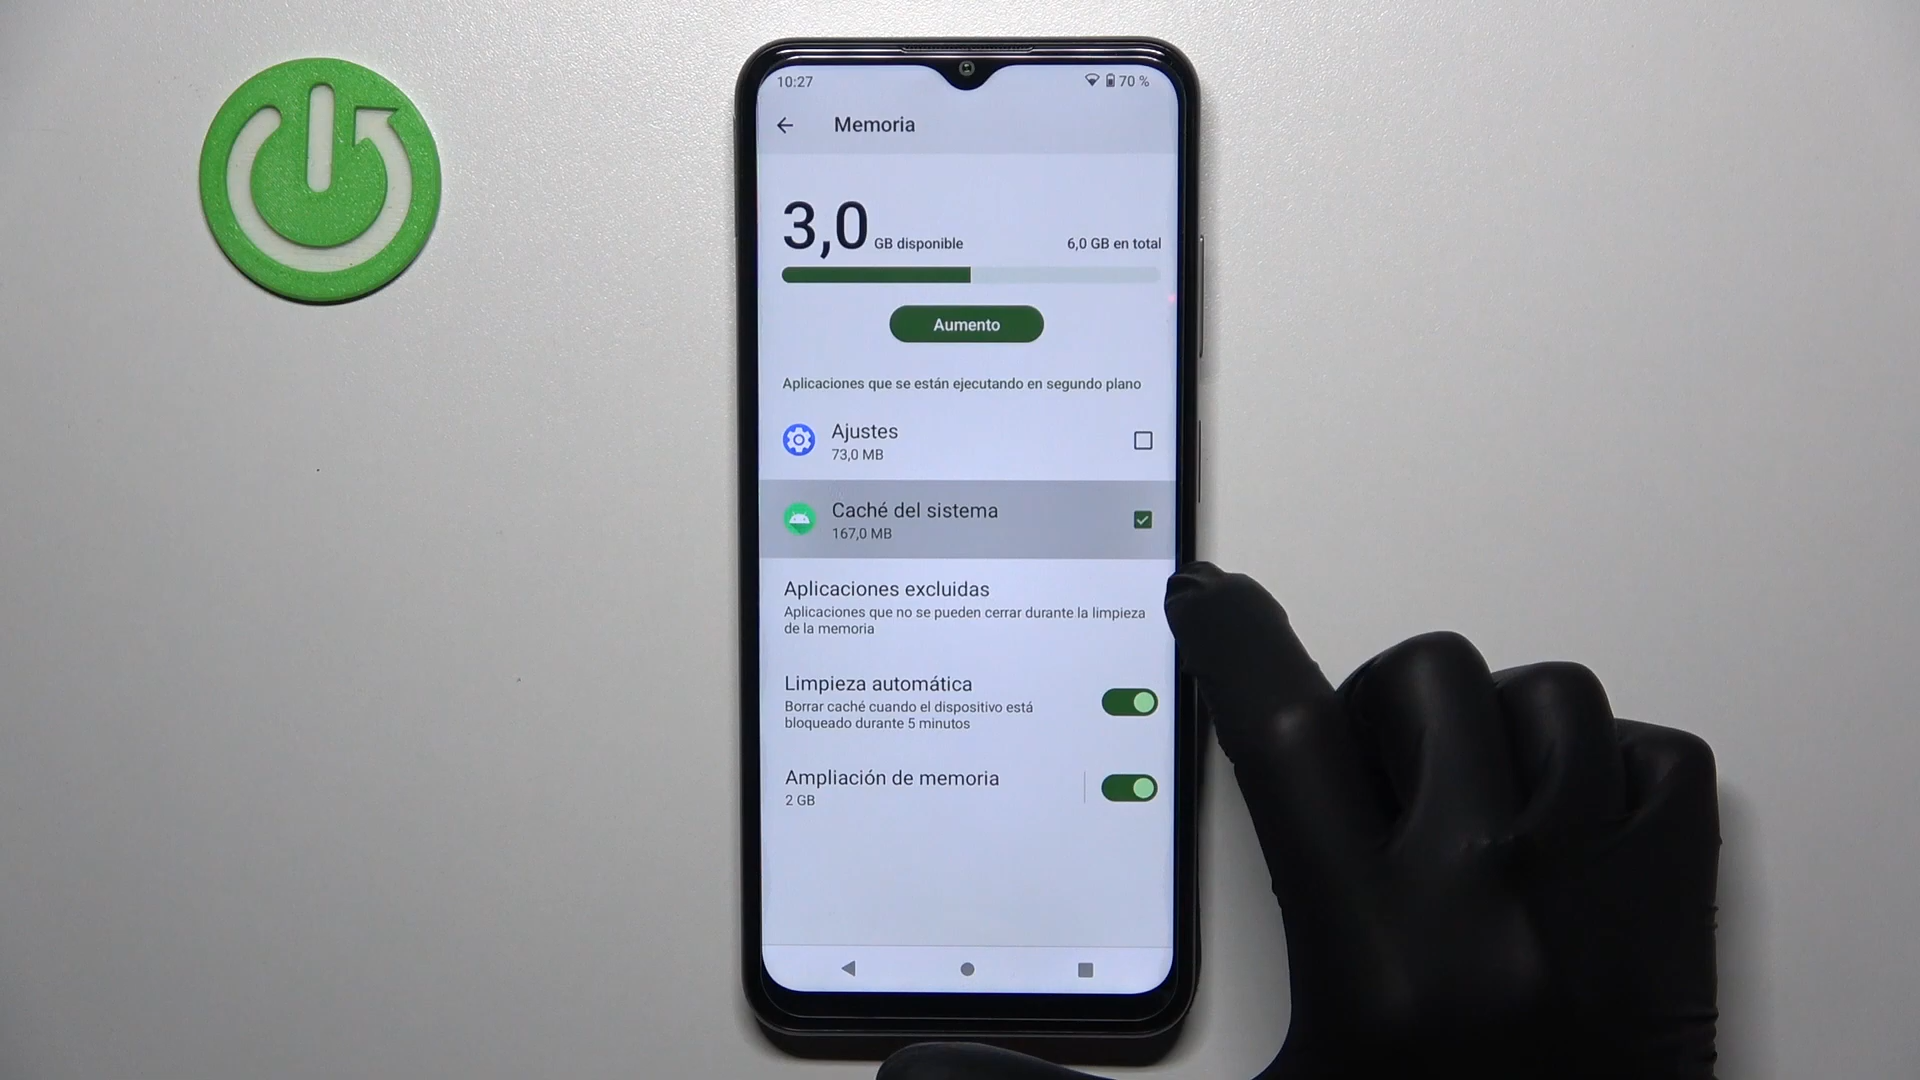 10:27
70 %
Memoria
3,0 GB disponible
6,0 GB en total
Aumento
Aplicaciones que se están ejecutando en segundo plano
Ajustes
73,0 MB
Caché del sistema
167,0 MB
Aplicaciones excluidas
Aplicaciones que no se pueden cerrar durante la limpieza
de la memoria
Limpieza automática
Borrar caché cuando el dispositivo está
bloqueado durante 5 minutos
Ampliación de memoria
2 GB